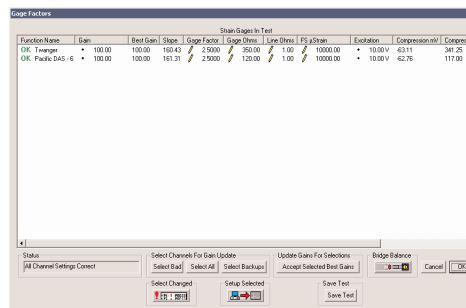 Gage Factors
Strain Gages In Test
Function Name Gain Best Gain Slope Gage Factor Gage Ohms Line Ohms FS µStrain Excitation Compression mV Compres
OK Twanger 100.00 100.00 160.43 2.5000 350.00 1.00 10000.00 10.00 V -63.11 341.25
OK Pacific DAS - 6 100.00 100.00 161.31 2.5000 120.00 1.00 10000.00 10.00 V -62.76 117.00
Status Select Channels For Gain Update Update Gains For Selections Bridge Balance
All Channel Settings Correct Select Bad Select All Select Backups Accept Selected Best Gains Cancel OK
Select Changed Setup Selected Save Test
Save Test